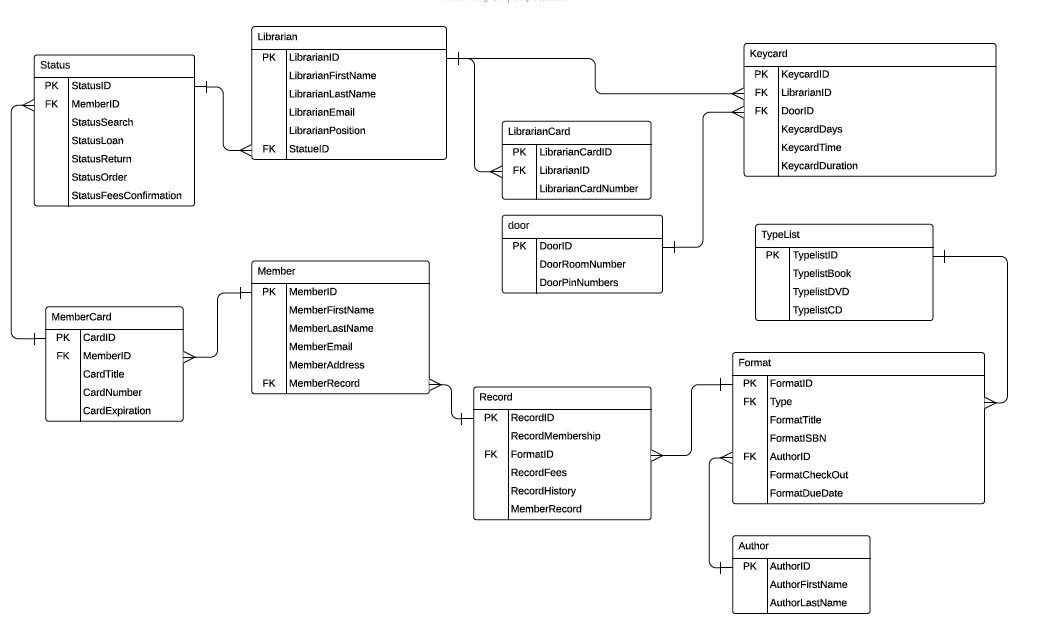 Librarian
PK LibrarianID
LibrarianFirstName
LibrarianLastName
LibrarianEmail
LibrarianPosition
FK StatueID
Status
PK StatusID
FK MemberID
StatusSearch
StatusLoan
StatusReturn
StatusOrder
StatusFeesConfirmation
Keycard
PK KeycardID
FK LibrarianID
FK DoorID
KeycardDays
KeycardTime
KeycardDuration
LibrarianCard
PK LibrarianCardID
FK LibrarianID
LibrarianCardNumber
door
PK DoorID
DoorRoomNumber
DoorPinNumbers
TypeList
PK TypelistID
TypelistBook
TypelistDVD
TypelistCD
Member
PK MemberID
MemberFirstName
MemberLastName
MemberEmail
MemberAddress
FK MemberRecord
MemberCard
PK CardID
FK MemberID
CardTitle
CardNumber
CardExpiration
Record
PK RecordID
RecordMembership
FK FormatID
RecordFees
RecordHistory
MemberRecord
Format
PK FormatID
FK Type
FormatTitle
FormatISBN
FK AuthorID
FormatCheckOut
FormatDueDate
Author
PK AuthorID
AuthorFirstName
AuthorLastName